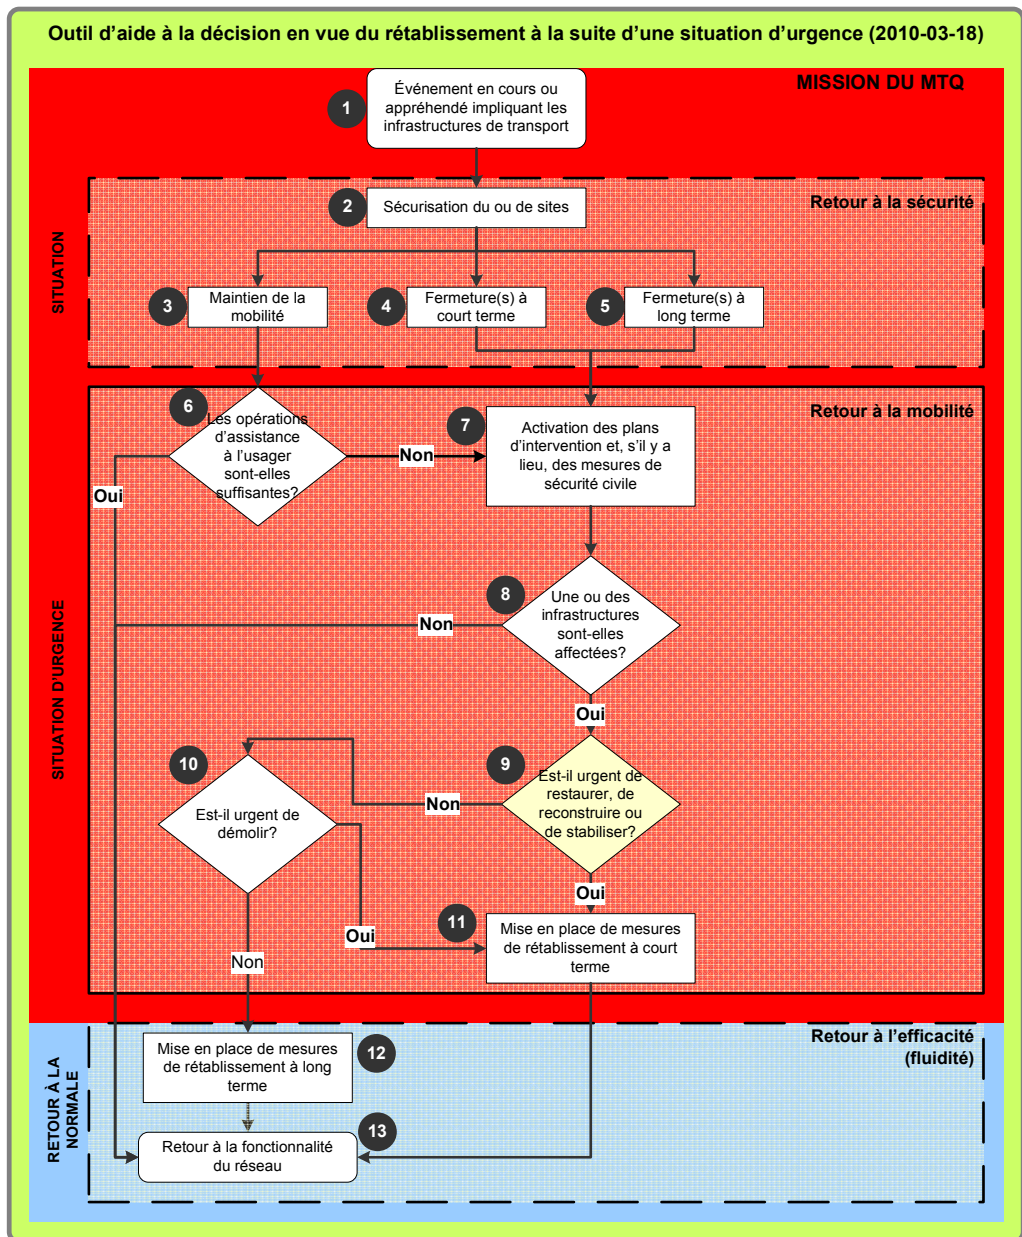 Outil d'aide à la décision en vue du rétablissement à la suite d'une situation d'urgence (2010-03-18)
MISSION DU MTQ
1
Événement en cours ou
appréhendé impliquant les
infrastructures de transport
SITUATION
Retour à la sécurité
2
Sécurisation du ou de sites
3
Maintien de la
mobilité
4
Fermeture(s) à
court terme
5
Fermeture(s) à
long terme
SITUATION D'URGENCE
Retour à la mobilité
6
Les opérations
d'assistance
à l'usager
sont-elles
suffisantes?
Non
Oui
7
Activation des plans
d'intervention et, s'il y a
lieu, des mesures de
sécurité civile
8
Une ou des
infrastructures
sont-elles
affectées?
Non
Oui
9
Est-il urgent de
restaurer, de
reconstruire ou
de stabiliser?
Non
Oui
10
Est-il urgent de
démolir?
Oui
Non
11
Mise en place de mesures
de rétablissement à court
terme
RETOUR À LA
NORMALE
Retour à l'efficacité
(fluidité)
12
Mise en place de mesures
de rétablissement à long
terme
13
Retour à la fonctionnalité
du réseau